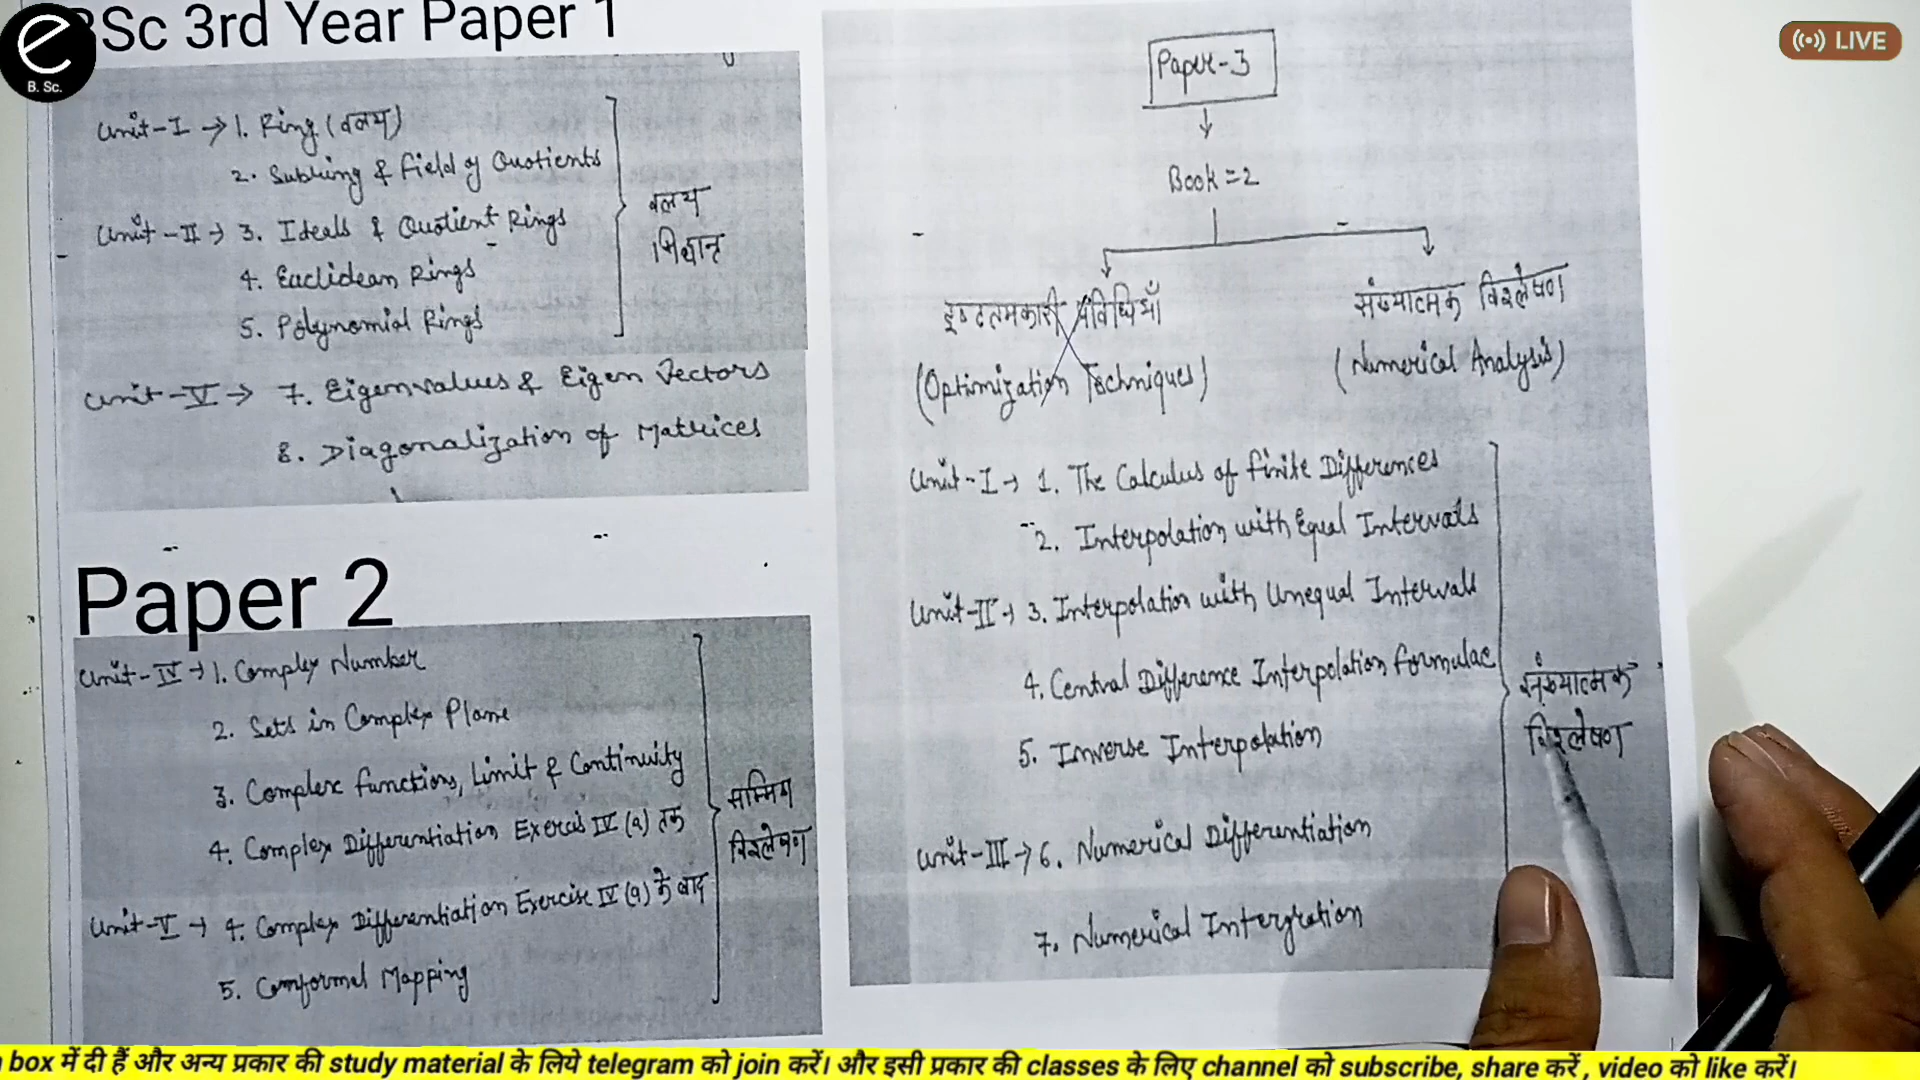 BSc 3rd Year Paper 1
B. Sc.
Unit-I → 1. Ring (वलय)
2. Subring & Field of Quotients
Unit-II → 3. Ideals & Quotient Rings
4. Euclidean Rings
5. Polynomial Rings
वलय
सिद्धान्त
Unit-V → 7. Eigenvalues & Eigen Vectors
8. Diagonalization of Matrices
Paper 2
Unit-IV → 1. Complex Number
2. Sets in Complex Plane
3. Complex functions, Limit & Continuity
4. Complex Differentiation Exercis IV (a) तक
Unit-V → 4. Complex Differentiation Exercise IV (a) के बाद
5. Conformal Mapping
सम्मिश्र
विश्लेषण
LIVE
Paper-3
↓
Book = 2
इष्टतमकारी प्रविधियाँ
(Optimization Techniques)
संख्यात्मक विश्लेषण
(Numerical Analysis)
Unit-I → 1. The Calculus of finite Differences
2. Interpolation with Equal Intervals
Unit-II → 3. Interpolation with Unequal Intervals
4. Central Difference Interpolation formulae
5. Inverse Interpolation
Unit-III → 6. Numerical Differentiation
7. Numerical Intergration
संख्यात्मक
विश्लेषण
box में दी हैं और अन्य प्रकार की study material के लिये telegram को join करें। और इसी प्रकार की classes के लिए channel को subscribe, share करें, video को like करें।